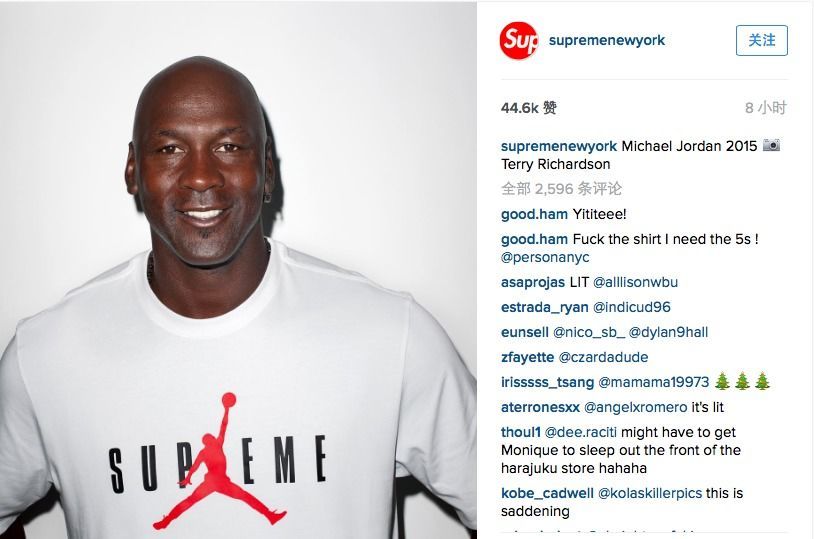 SUPREME
Sup
supremenewyork
关注
44.6k 赞
8 小时
supremenewyork Michael Jordan 2015 📷
Terry Richardson
全部 2,596 条评论
good.ham Yititeee!
good.ham Fuck the shirt I need the 5s !
@personanyc
asaprojas LIT @alllisonwbu
estrada_ryan @indicud96
eunsell @nico_sb_ @dylan9hall
zfayette @czardadude
irisssss_tsang @mamama19973 🎄🎄🎄
aterronesxx @angelxromero it's lit
thoul1 @dee.raciti might have to get
Monique to sleep out the front of the
harajuku store hahaha
kobe_cadwell @kolaskillerpics this is
saddening